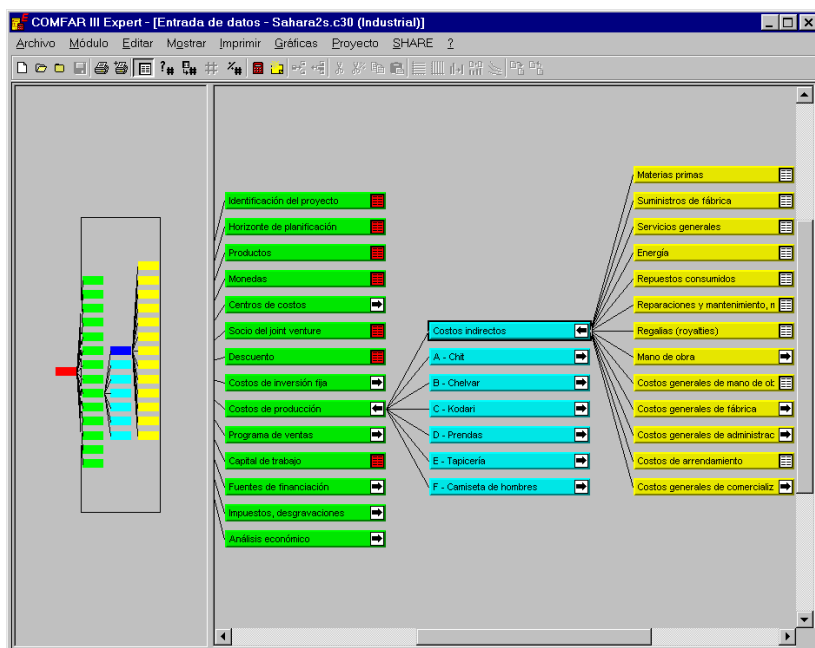 COMFAR III Expert - [Entrada de datos - Sahara2s.c30 (Industrial)]
Archivo Módulo Editar Mostrar Imprimir Gráficas Proyecto SHARE ?
Identificación del proyecto
Horizonte de planificación
Productos
Monedas
Centros de costos
Socio del joint venture
Descuento
Costos de inversión fija
Costos de producción
Programa de ventas
Capital de trabajo
Fuentes de financiación
Impuestos, desgravaciones
Análisis económico
Costos indirectos
A - Chit
B - Chelvar
C - Kodari
D - Prendas
E - Tapicería
F - Camiseta de hombres
Materias primas
Suministros de fábrica
Servicios generales
Energía
Repuestos consumidos
Reparaciones y mantenimiento, m
Regalias (royalties)
Mano de obra
Costos generales de mano de ob
Costos generales de fábrica
Costos generales de administrac
Costos de arrendamiento
Costos generales de comercializ